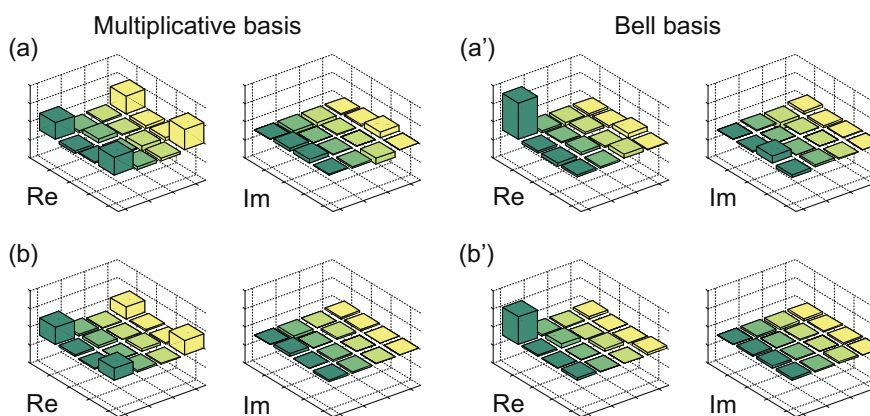 Multiplicative basis
Bell basis
(a)
(a')
Re
Im
Re
Im
(b)
(b')
Re
Im
Re
Im